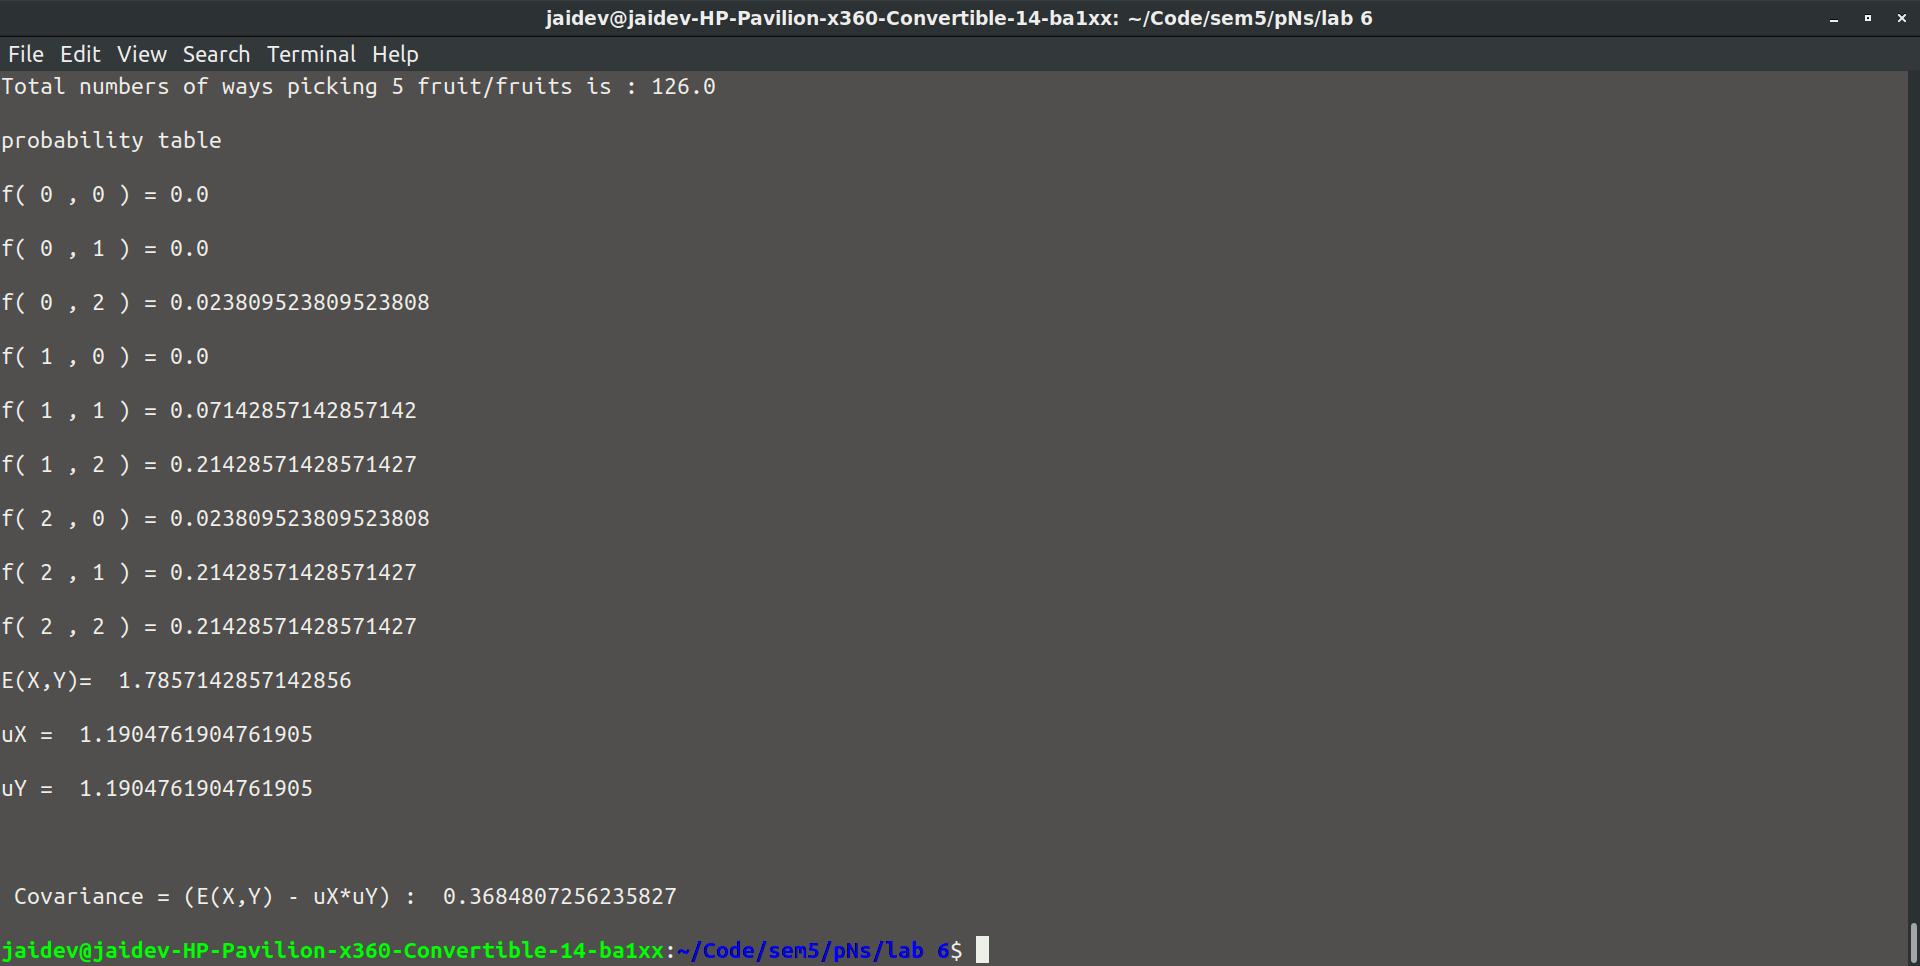 jaidev@jaidev-HP-Pavilion-x360-Convertible-14-ba1xx: ~/Code/sem5/pNs/lab 6
File Edit View Search Terminal Help
Total numbers of ways picking 5 fruit/fruits is : 126.0
probability table
f( 0 , 0 ) = 0.0
f( 0 , 1 ) = 0.0
f( 0 , 2 ) = 0.023809523809523808
f( 1 , 0 ) = 0.0
f( 1 , 1 ) = 0.07142857142857142
f( 1 , 2 ) = 0.21428571428571427
f( 2 , 0 ) = 0.023809523809523808
f( 2 , 1 ) = 0.21428571428571427
f( 2 , 2 ) = 0.21428571428571427
E(X,Y)=  1.7857142857142856
uX =  1.1904761904761905
uY =  1.1904761904761905
 Covariance = (E(X,Y) - uX*uY) :  0.3684807256235827
jaidev@jaidev-HP-Pavilion-x360-Convertible-14-ba1xx:~/Code/sem5/pNs/lab 6$